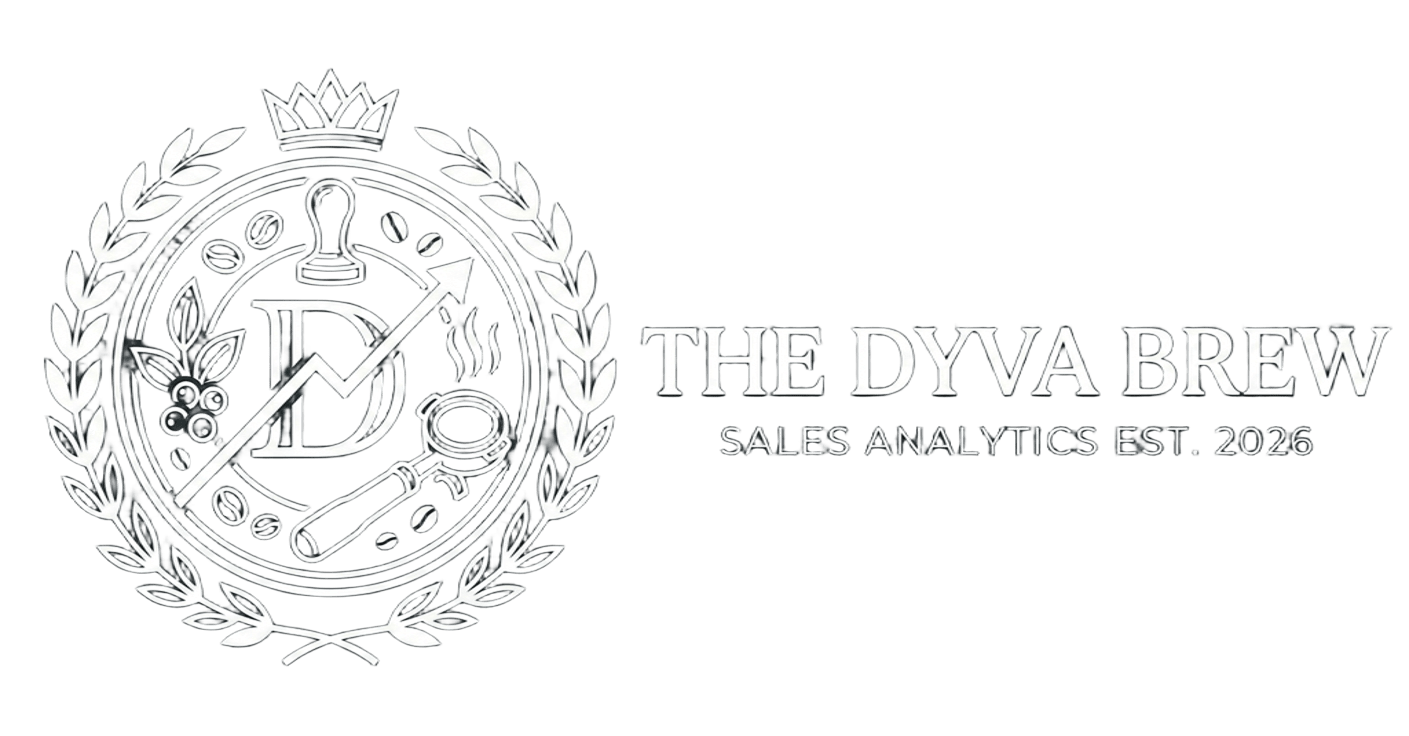 D
THE DYVA BREW
SALES ANALYTICS EST. 2026